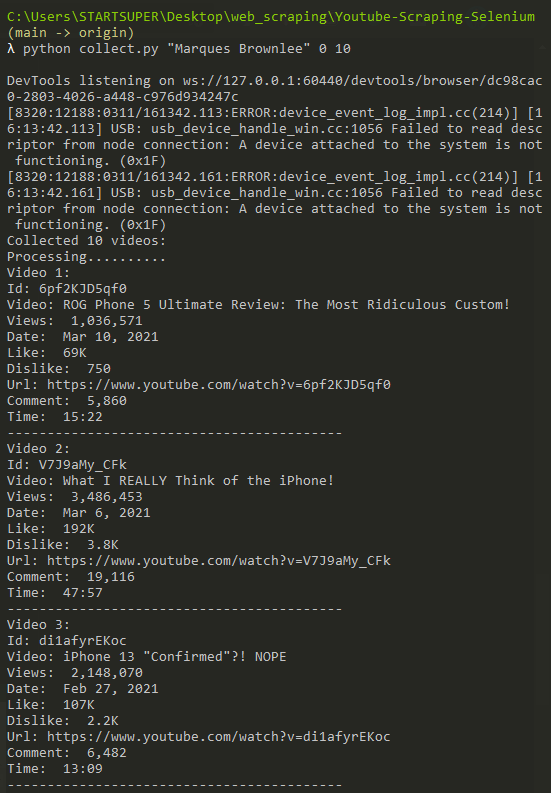 C:\Users\STARTSUPER\Desktop\web_scraping\Youtube-Scraping-Selenium
(main -> origin)
λ python collect.py "Marques Brownlee" 0 10
DevTools listening on ws://127.0.0.1:60440/devtools/browser/dc98cac
0-2803-4026-a448-c976d934247c
[8320:12188:0311/161342.113:ERROR:device_event_log_impl.cc(214)] [1
6:13:42.113] USB: usb_device_handle_win.cc:1056 Failed to read desc
riptor from node connection: A device attached to the system is not
 functioning. (0x1F)
[8320:12188:0311/161342.161:ERROR:device_event_log_impl.cc(214)] [1
6:13:42.161] USB: usb_device_handle_win.cc:1056 Failed to read desc
riptor from node connection: A device attached to the system is not
 functioning. (0x1F)
Collected 10 videos:
Processing..........
Video 1:
Id: 6pf2KJD5qf0
Video: ROG Phone 5 Ultimate Review: The Most Ridiculous Custom!
Views:  1,036,571
Date:  Mar 10, 2021
Like:  69K
Dislike:  750
Url: https://www.youtube.com/watch?v=6pf2KJD5qf0
Comment:  5,860
Time:  15:22
------------------------------------------
Video 2:
Id: V7J9aMy_CFk
Video: What I REALLY Think of the iPhone!
Views:  3,486,453
Date:  Mar 6, 2021
Like:  192K
Dislike:  3.8K
Url: https://www.youtube.com/watch?v=V7J9aMy_CFk
Comment:  19,116
Time:  47:57
------------------------------------------
Video 3:
Id: di1afyrEKoc
Video: iPhone 13 "Confirmed"?! NOPE
Views:  2,148,070
Date:  Feb 27, 2021
Like:  107K
Dislike:  2.2K
Url: https://www.youtube.com/watch?v=di1afyrEKoc
Comment:  6,482
Time:  13:09
------------------------------------------